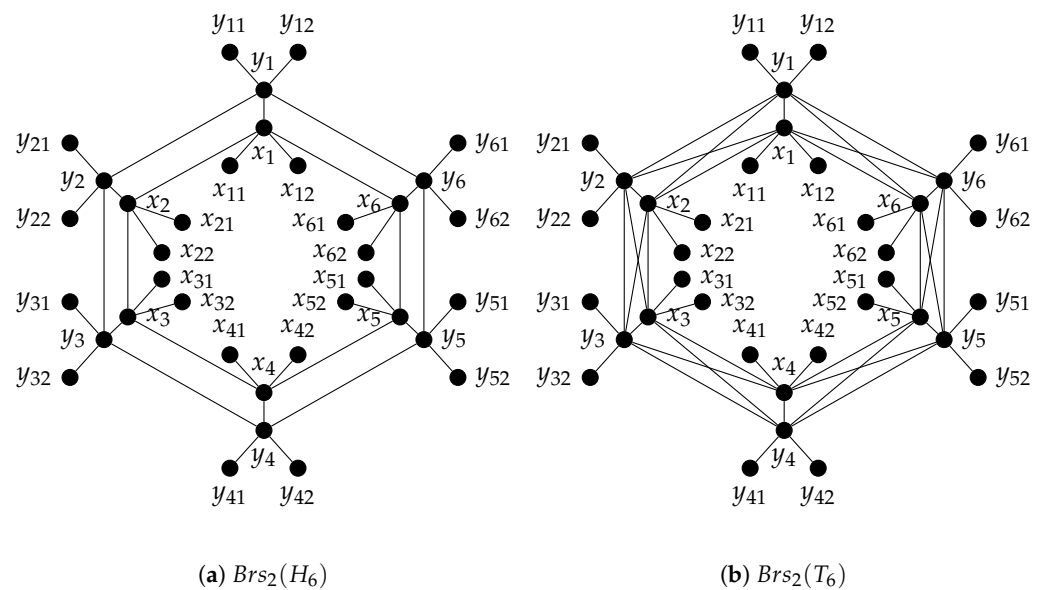 y11 y12
y1
y21 x1 y61
y2 x11 x12 x6 y6
x2
y22 x21 x61 y62
x22 x62
x31 x51
y31 x32 x52 y51
x3 x41 x42 x5
y3 x4 y5
y32 y52
y4
y41 y42
(a) Brs2(H6)
y11 y12
y1
y21 x1 y61
y2 x11 x12 x6 y6
x2
y22 x21 x61 y62
x22 x62
x31 x51
y31 x32 x52 y51
x3 x41 x42 x5
y3 x4 y5
y32 y52
y4
y41 y42
(b) Brs2(T6)